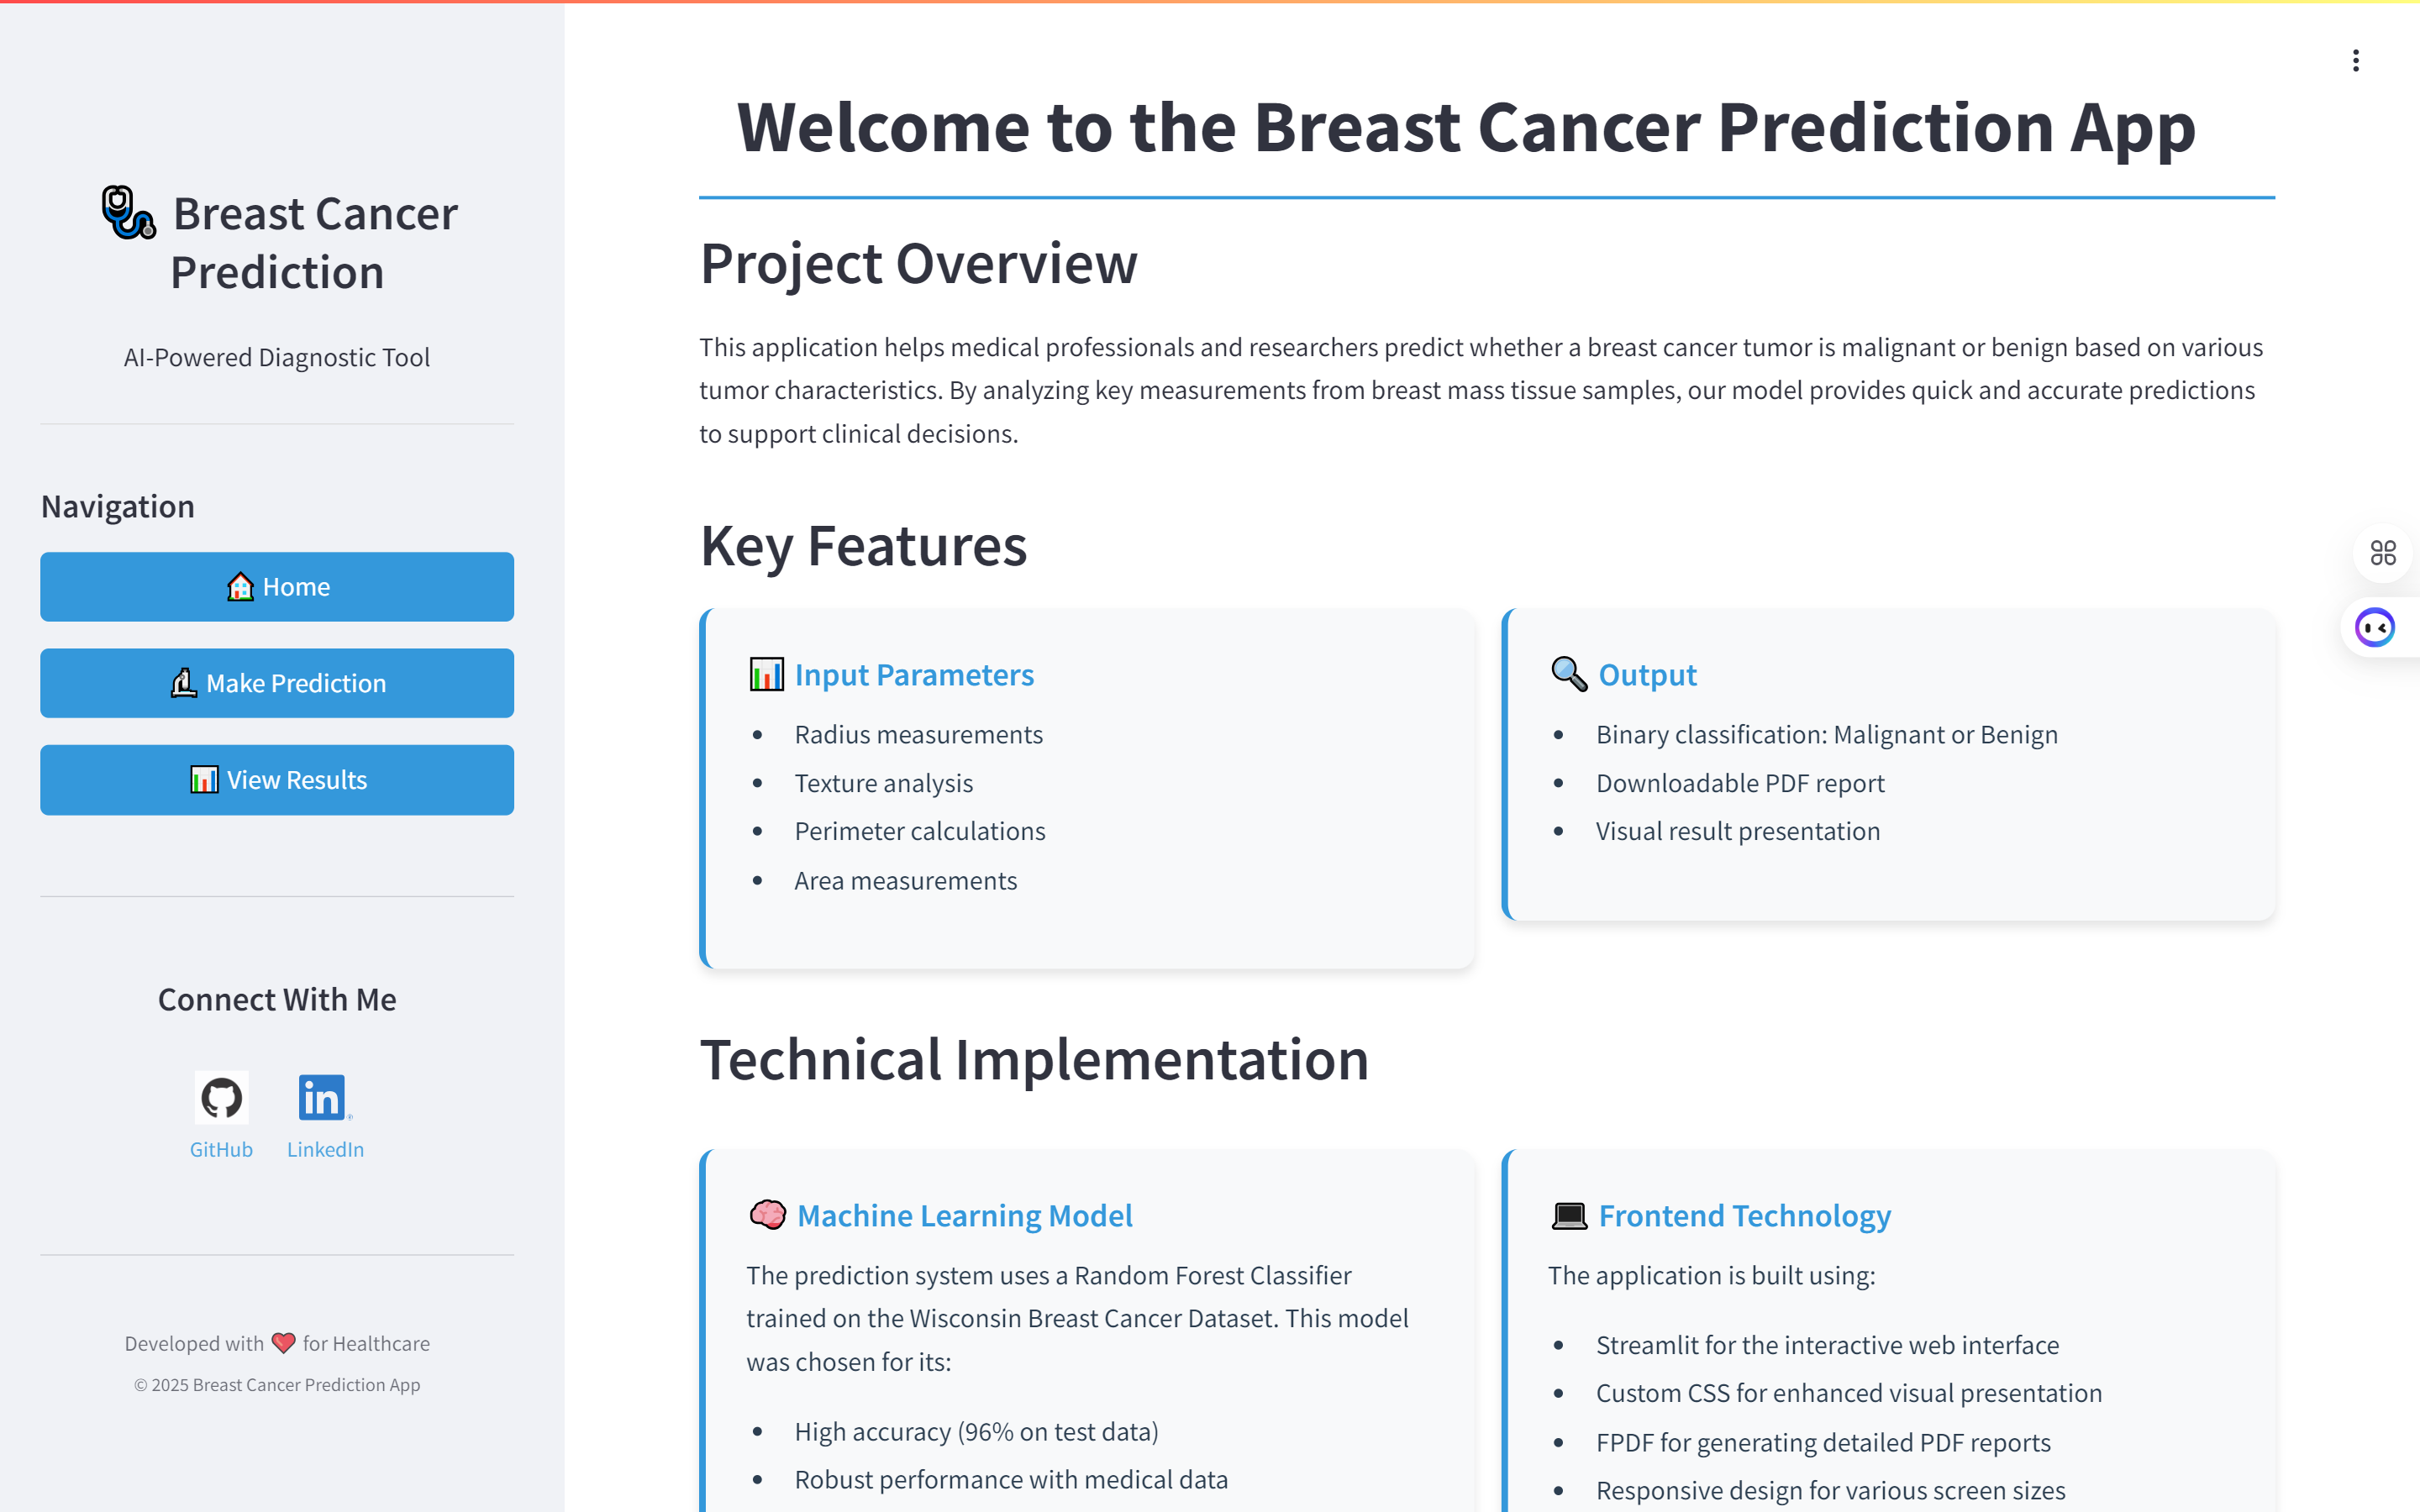 Breast Cancer
Prediction
AI-Powered Diagnostic Tool
Navigation
Home
Make Prediction
View Results
Connect With Me
in
GitHub
LinkedIn
Developed with ❤️ for Healthcare
© 2025 Breast Cancer Prediction App
Welcome to the Breast Cancer Prediction App
Project Overview
This application helps medical professionals and researchers predict whether a breast cancer tumor is malignant or benign based on various
tumor characteristics. By analyzing key measurements from breast mass tissue samples, our model provides quick and accurate predictions
to support clinical decisions.
Key Features
Input Parameters
• Radius measurements
• Texture analysis
• Perimeter calculations
• Area measurements
Output
• Binary classification: Malignant or Benign
• Downloadable PDF report
• Visual result presentation
Technical Implementation
Machine Learning Model
The prediction system uses a Random Forest Classifier
trained on the Wisconsin Breast Cancer Dataset. This model
was chosen for its:
• High accuracy (96% on test data)
• Robust performance with medical data
Frontend Technology
The application is built using:
• Streamlit for the interactive web interface
• Custom CSS for enhanced visual presentation
• FPDF for generating detailed PDF reports
• Responsive design for various screen sizes